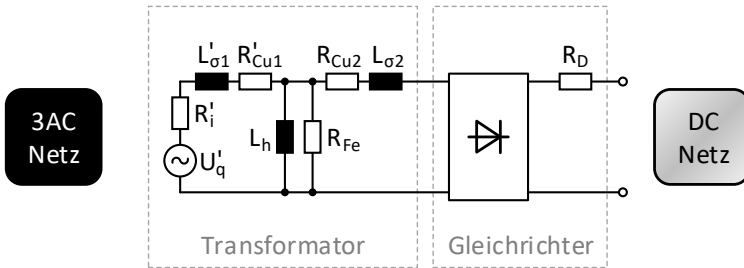 L'σ1 R'Cu1 RCu2 Lσ2 RD
3AC
Netz
R'i
U'q
Lh RFe
DC
Netz
Transformator Gleichrichter